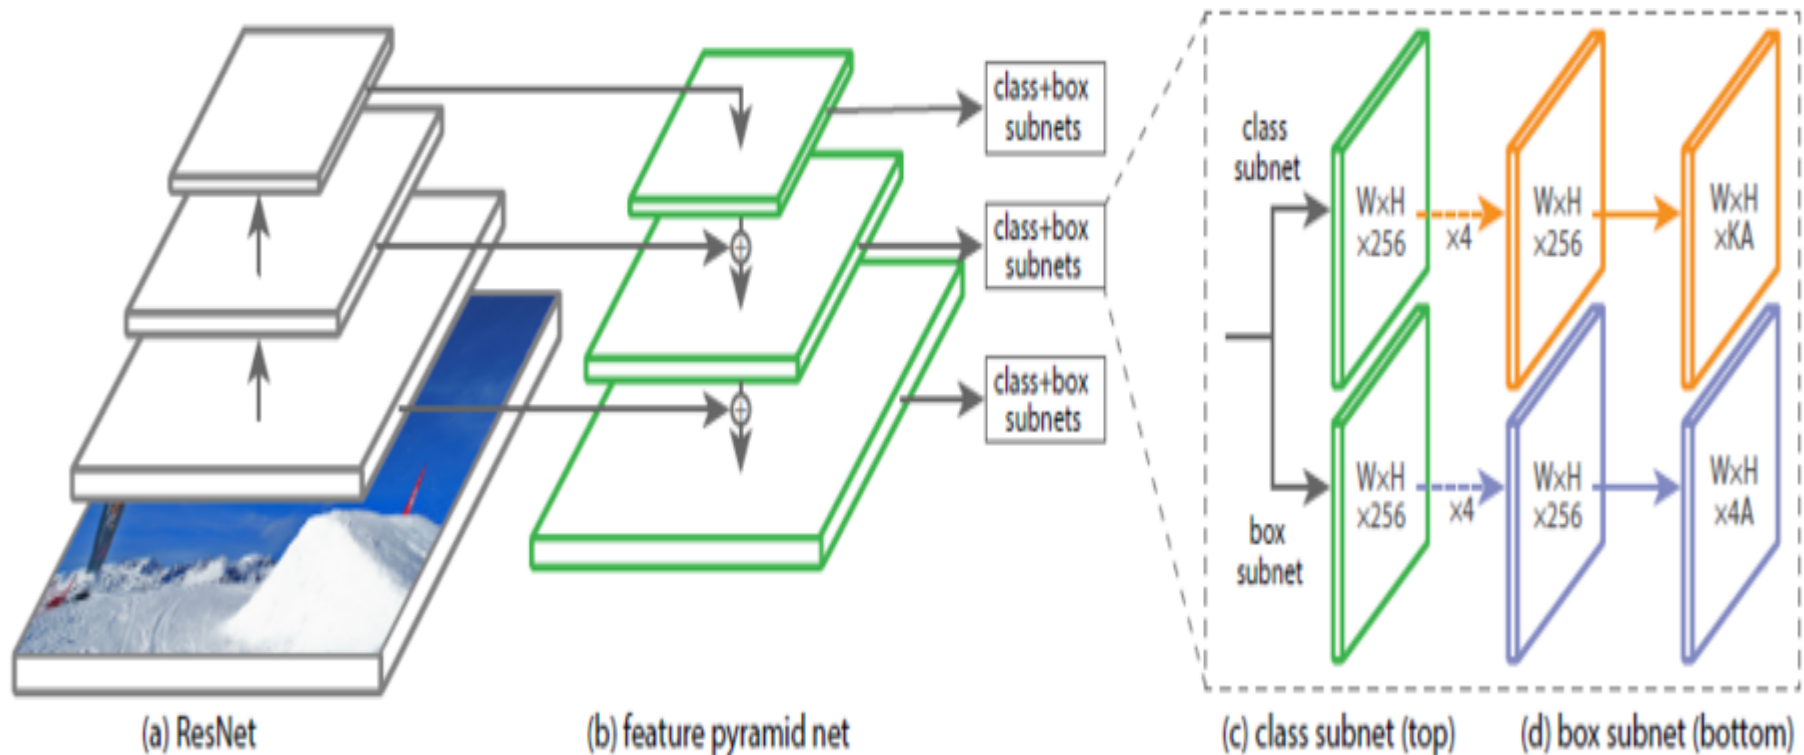 class+box
subnets
class+box
subnets
class+box
subnets
class
subnet
W×H
×256
×4
W×H
×256
W×H
×KA
box
subnet
W×H
×256
×4
W×H
×256
W×H
×4A
(a) ResNet
(b) feature pyramid net
(c) class subnet (top)
(d) box subnet (bottom)